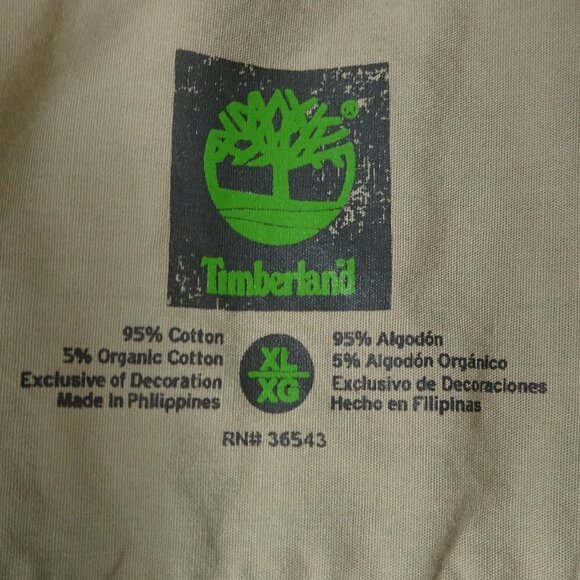 ®
Timberland
95% Cotton
5% Organic Cotton
Exclusive of Decoration
Made In Philippines
XL
XG
95% Algodón
5% Algodón Orgánico
Exclusivo de Decoraciones
Hecho en Filipinas
RN# 36543